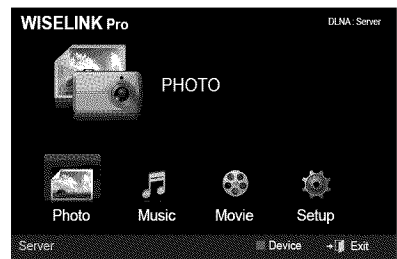 WISELINK Pro
DLNA : Server
PHOTO
Photo Music Movie Setup
Server Device Exit